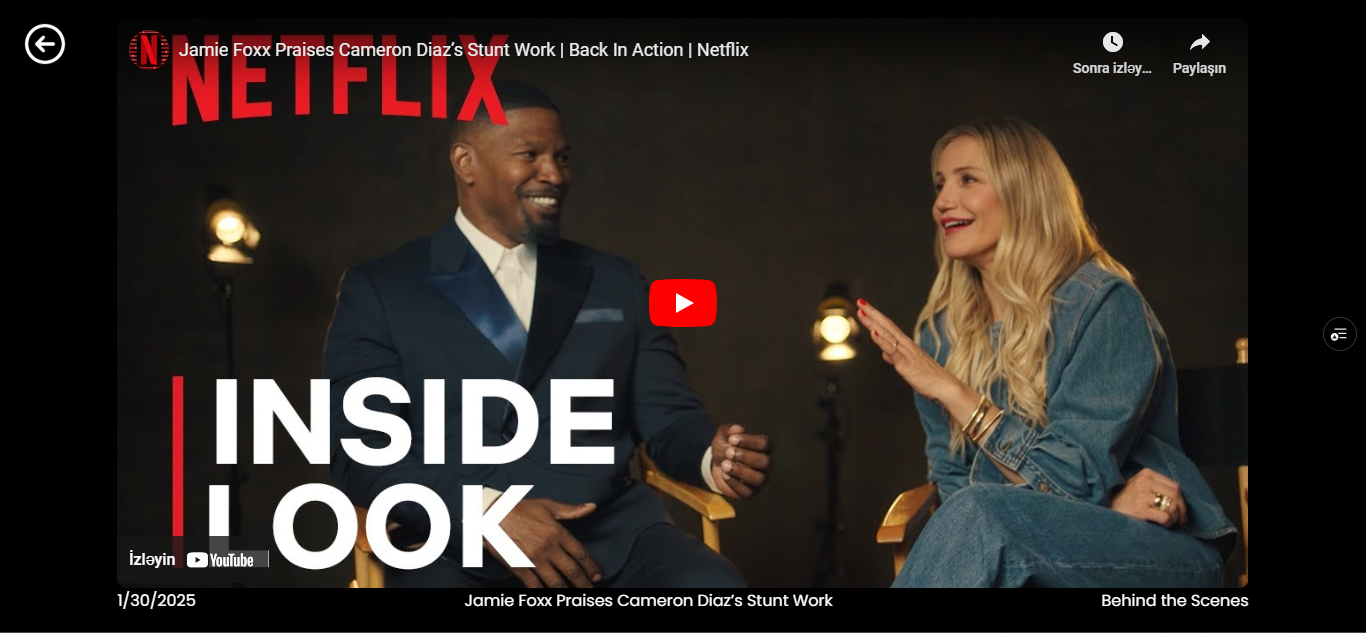 Jamie Foxx Praises Cameron Diaz’s Stunt Work | Back In Action | Netflix
Sonra izləy...
Paylaşın
NETFLIX
INSIDE
LOOK
İzləyin
YouTube
1/30/2025
Jamie Foxx Praises Cameron Diaz’s Stunt Work
Behind the Scenes